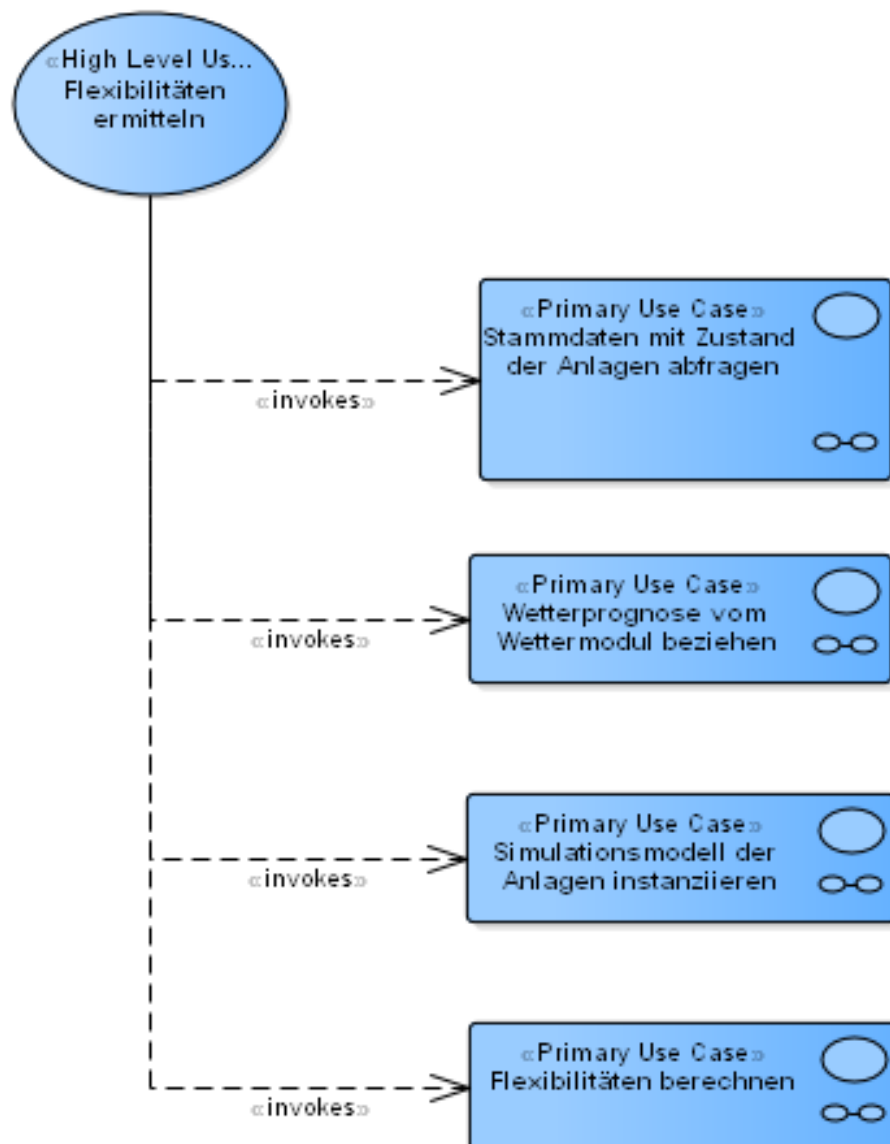 «High Level Us...
Flexibilitäten
ermitteln
«Primary Use Case»
Stammdaten mit Zustand
der Anlagen abfragen
«invokes»
«Primary Use Case»
Wetterprognose vom
Wettermodul beziehen
«invokes»
«Primary Use Case»
Simulationsmodell der
Anlagen instanziieren
«invokes»
«Primary Use Case»
Flexibilitäten berechnen
«invokes»